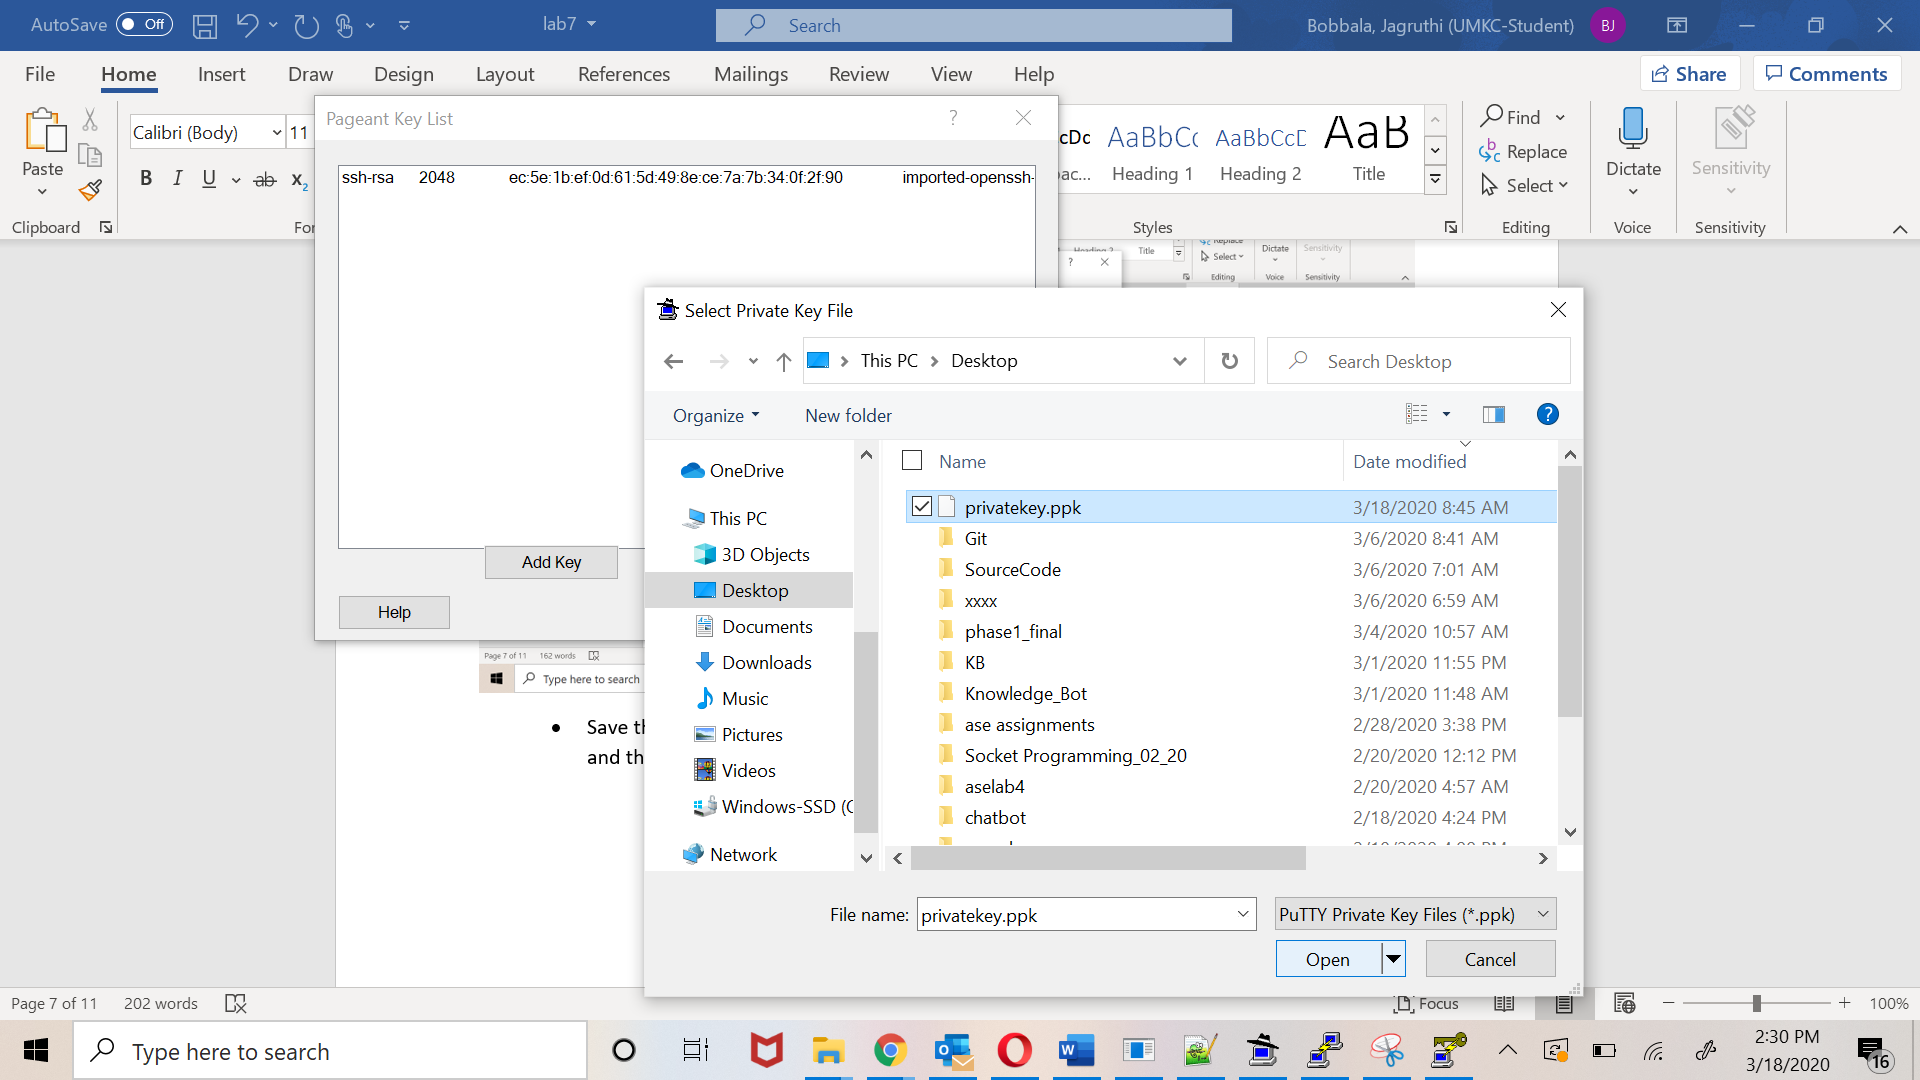 AutoSave Off
lab7
Search
Bobbala, Jagruthi (UMKC-Student)
BJ
File Home Insert Draw Design Layout References Mailings Review View Help
Share
Comments
Paste
Clipboard
Calibri (Body) 11
B I U ab x2
AaBbCc
Heading 1
AaBbCcD
Heading 2
AaB
Title
Styles
Find
Replace
Select
Editing
Dictate
Voice
Sensitivity
Sensitivity
Pageant Key List
?
ssh-rsa 2048 ec:5e:1b:ef:0d:61:5d:49:8e:ce:7a:7b:34:0f:2f:90 imported-openssh-
Add Key
Help
Title
Select
Editing
Dictate
Voice
Sensitivity
Sensitivity
Select Private Key File
This PC > Desktop
Search Desktop
Organize
New folder
OneDrive
This PC
3D Objects
Desktop
Documents
Downloads
Music
Pictures
Videos
Windows-SSD (C
Network
Name Date modified
privatekey.ppk 3/18/2020 8:45 AM
Git 3/6/2020 8:41 AM
SourceCode 3/6/2020 7:01 AM
xxxx 3/6/2020 6:59 AM
phase1_final 3/4/2020 10:57 AM
KB 3/1/2020 11:55 PM
Knowledge_Bot 3/1/2020 11:48 AM
ase assignments 2/28/2020 3:38 PM
Socket Programming_02_20 2/20/2020 12:12 PM
aselab4 2/20/2020 4:57 AM
chatbot 2/18/2020 4:24 PM
File name: privatekey.ppk
PuTTY Private Key Files (*.ppk)
Open
Cancel
Page 7 of 11 162 words
Type here to search
• Save
and
Page 7 of 11 202 words
Focus
100%
Type here to search
2:30 PM
3/18/2020
16